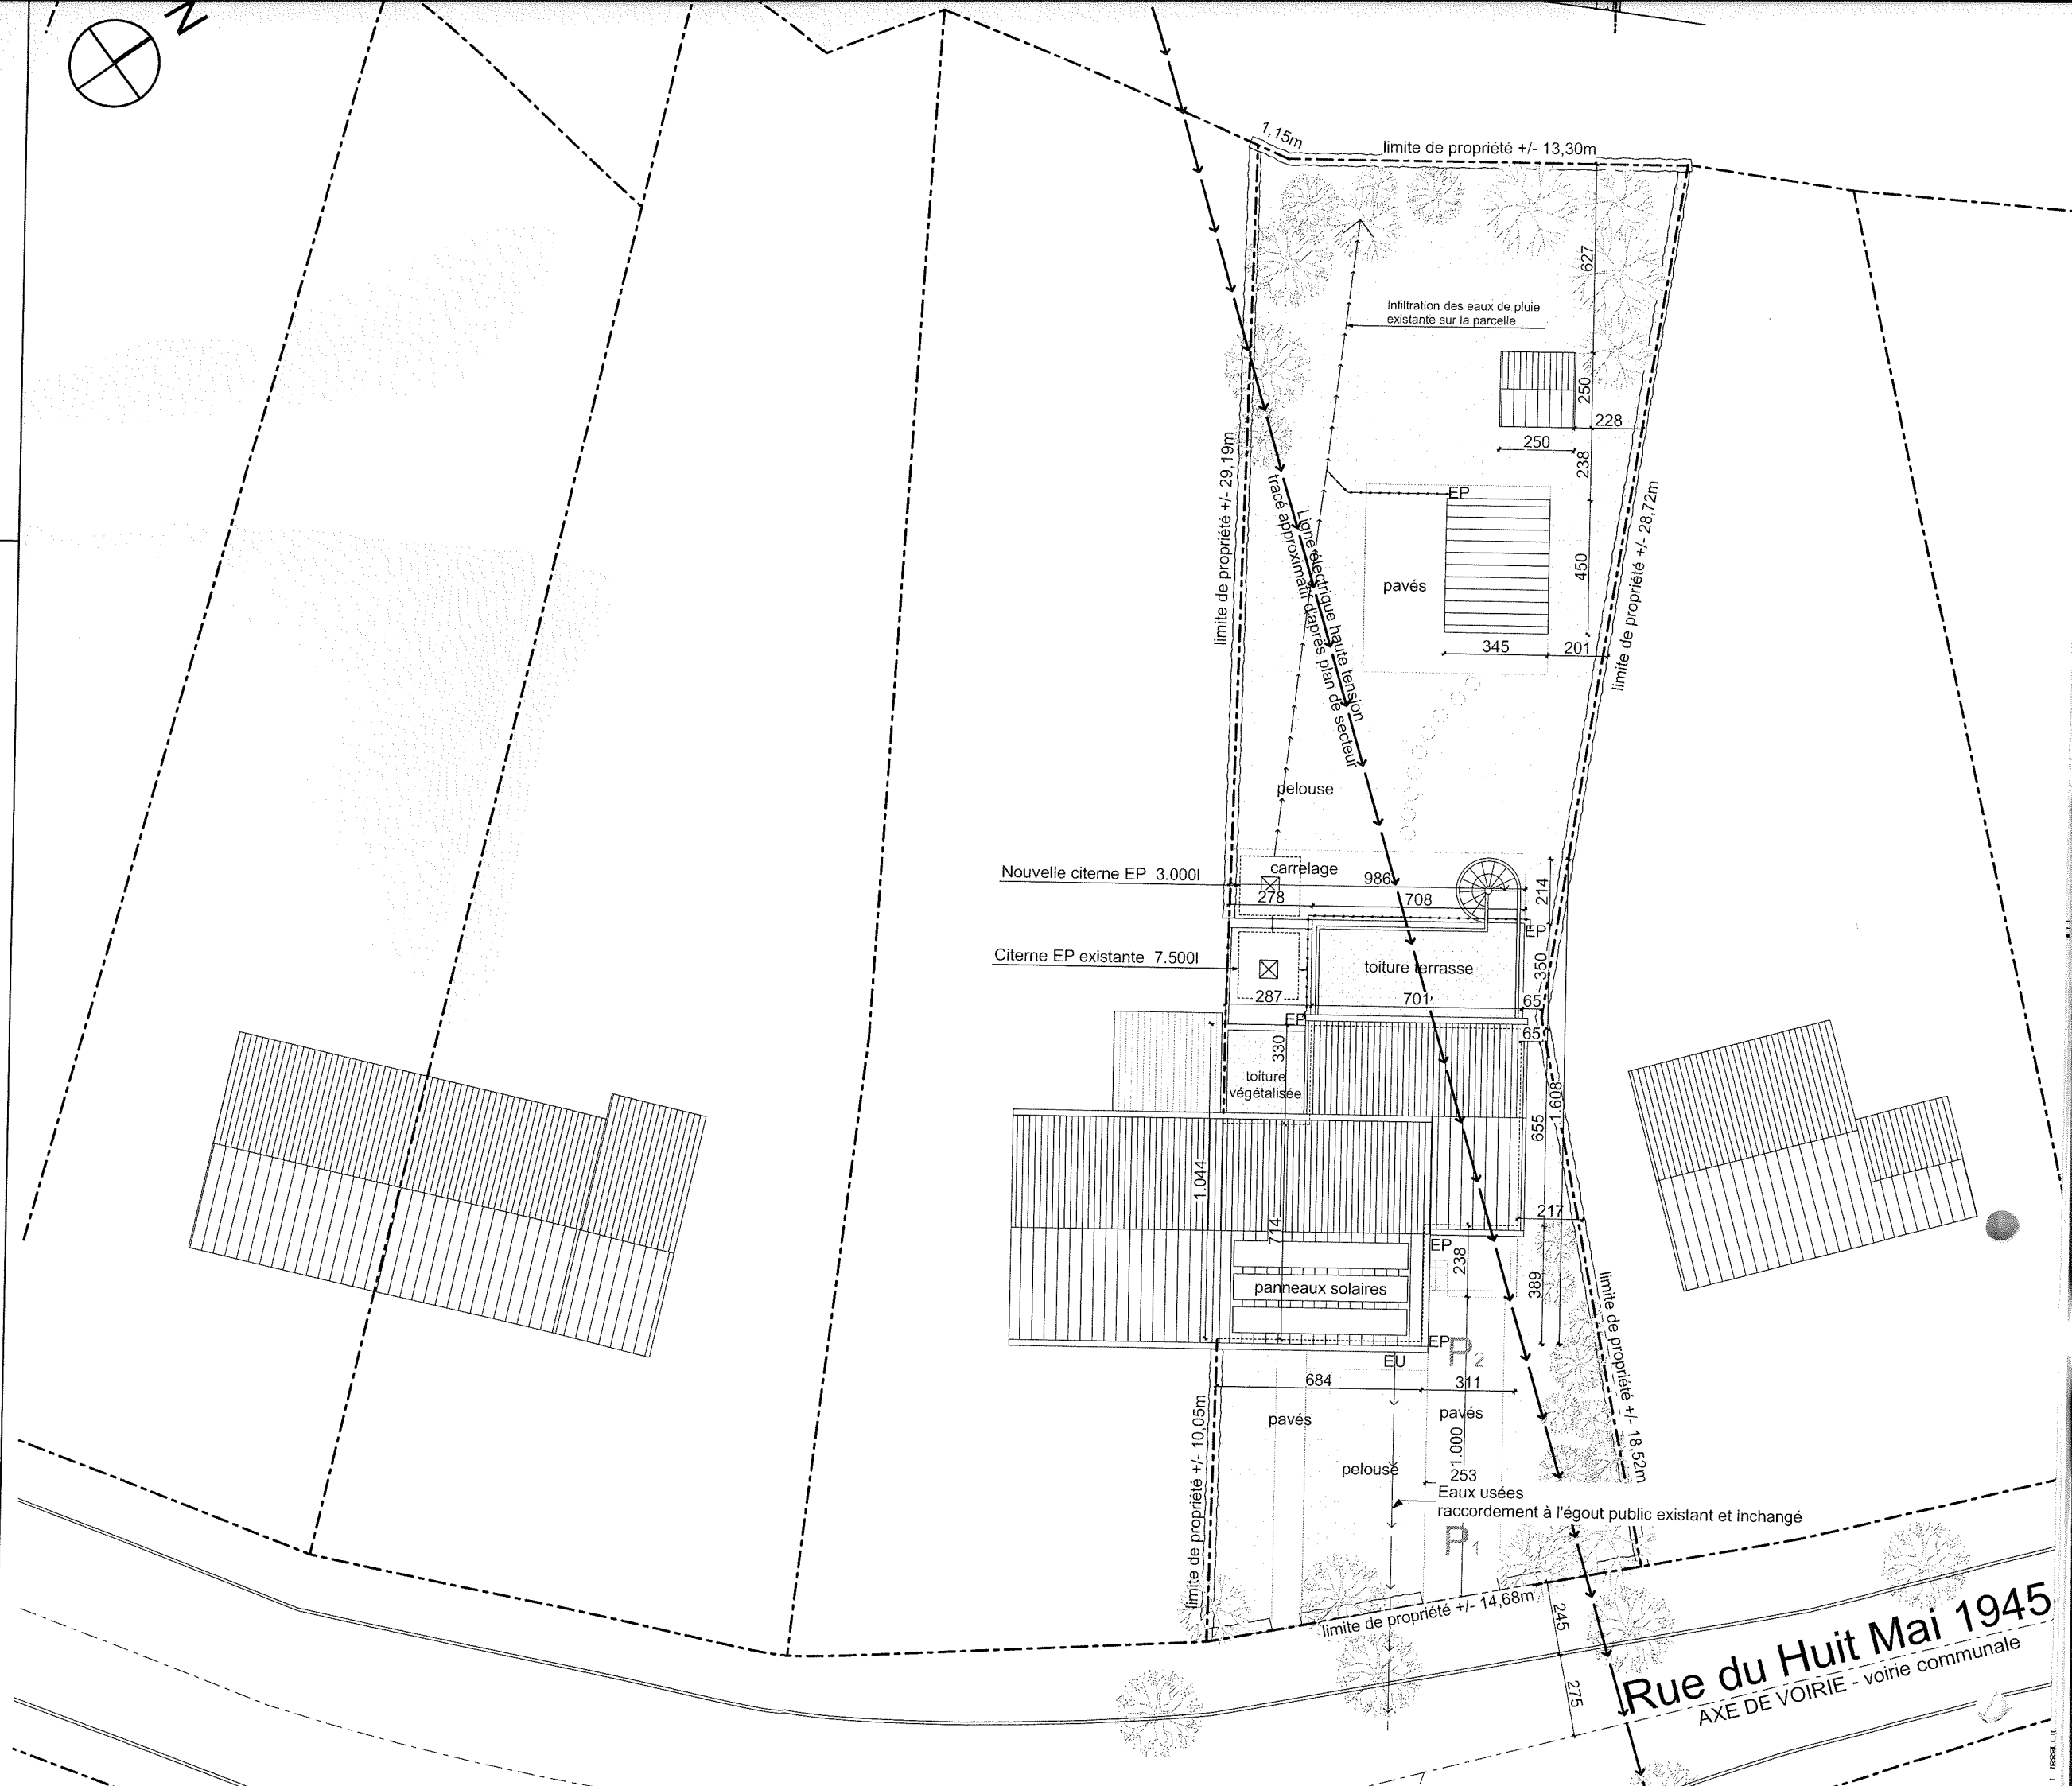 N
1,15m
limite de propriété +/- 13,30m
627
Infiltration des eaux de pluie
existante sur la parcelle
250
228
250
238
limite de propriété +/- 29,19m
limite de propriété +/- 28,72m
EP
Ligne électrique haute tension
tracé approximatif d'après plan de secteur
pavés
450
345
201
pelouse
Nouvelle citerne EP 3.000l
carrelage
986
278
708
214
EP
Citerne EP existante 7.500l
toiture terrasse
350
287
701
65
EP
65
330
toiture
végétalisée
1.608
655
1.044
714
217
EP
238
389
panneaux solaires
limite de propriété +/- 18,52m
EP
P2
EU
684
311
pavés
pavés
limite de propriété +/- 10,05m
1.000
pelouse
253
Eaux usées
raccordement à l'égout public existant et inchangé
P1
limite de propriété +/- 14,68m
245
275
Rue du Huit Mai 1945
AXE DE VOIRIE - voirie communale